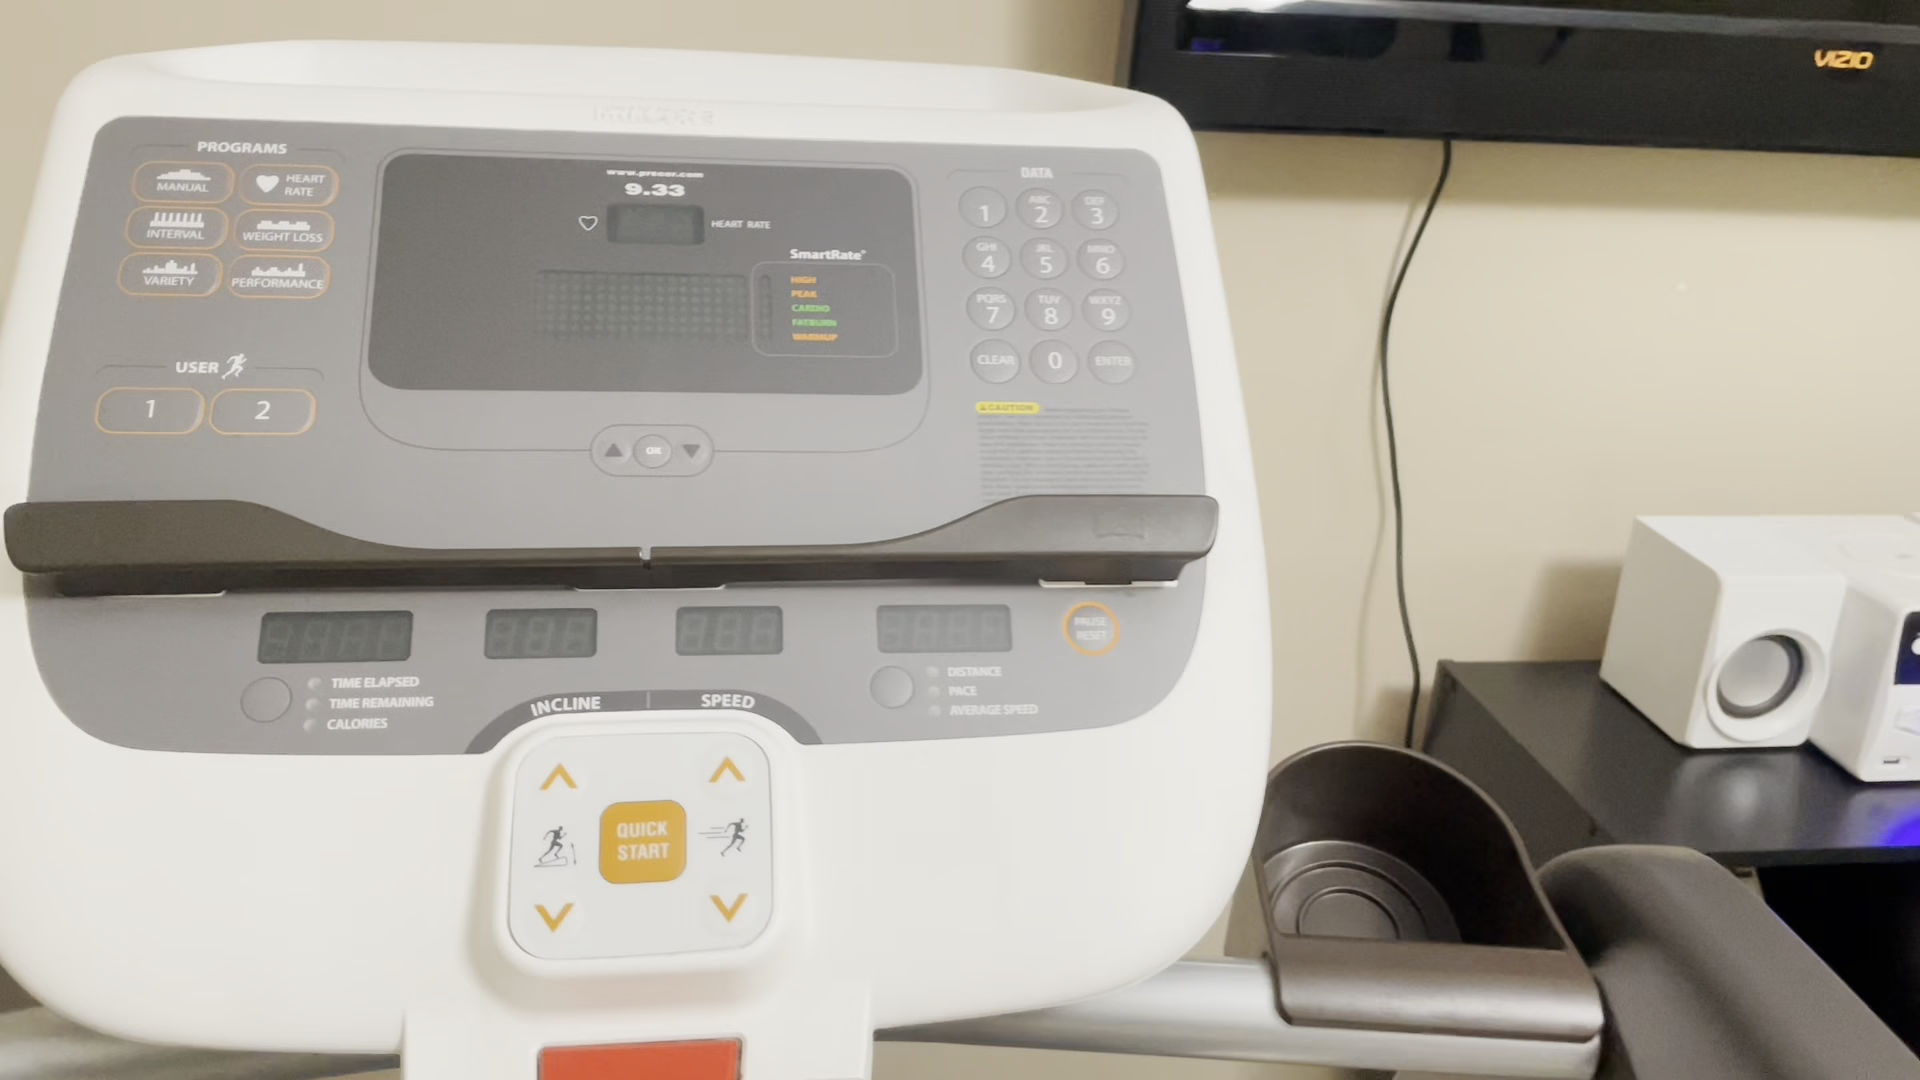 VIZIO
PRECOR
PROGRAMS
MANUAL
HEART
RATE
INTERVAL
WEIGHT LOSS
VARIETY
PERFORMANCE
USER
1
2
www.precor.com
9.33
HEART RATE
SmartRate®
HIGH
PEAK
CARDIO
FATBURN
WARMUP
OK
DATA
1
ABC
2
DEF
3
GHI
4
JKL
5
MNO
6
PQRS
7
TUV
8
WXYZ
9
CLEAR
0
ENTER
CAUTION
PAUSE
RESET
TIME ELAPSED
TIME REMAINING
CALORIES
INCLINE
SPEED
DISTANCE
PACE
AVERAGE SPEED
QUICK
START